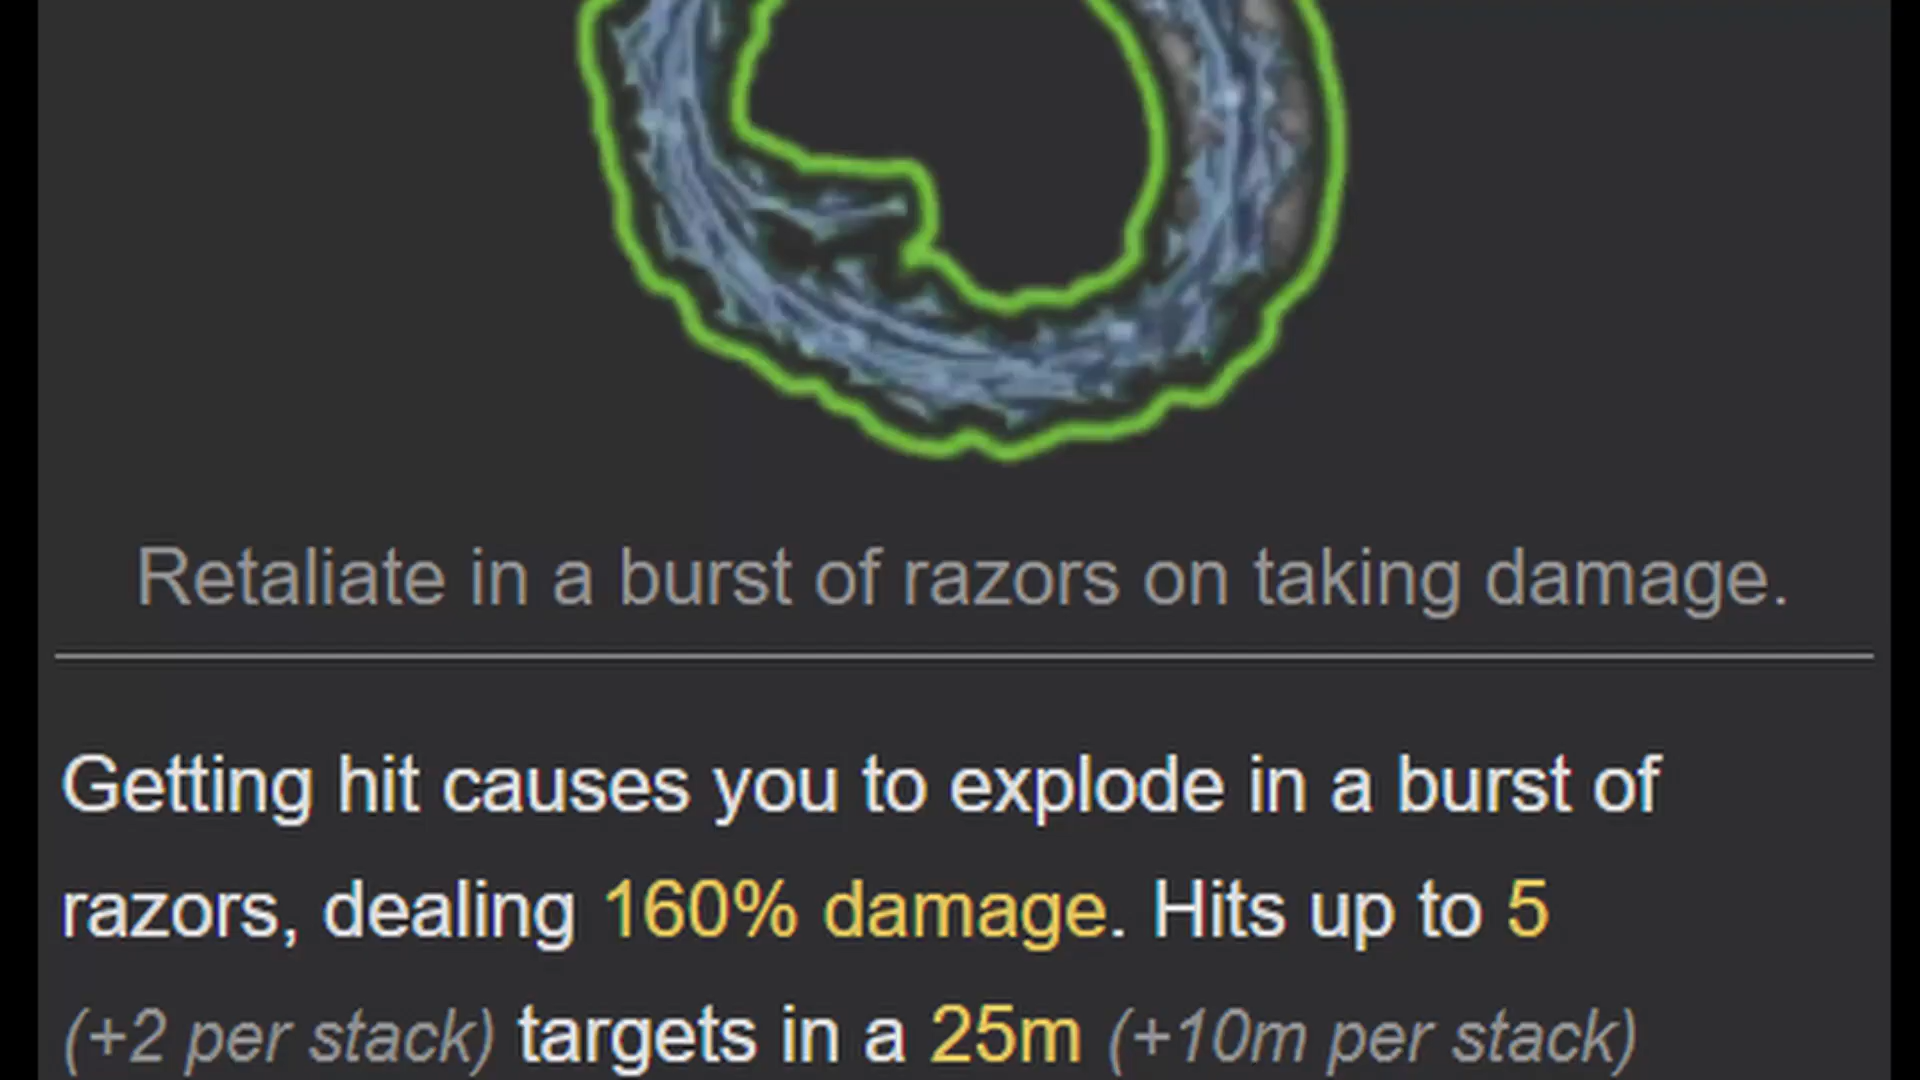 Retaliate in a burst of razors on taking damage.
Getting hit causes you to explode in a burst of
razors, dealing 160% damage. Hits up to 5
(+2 per stack) targets in a 25m (+10m per stack)